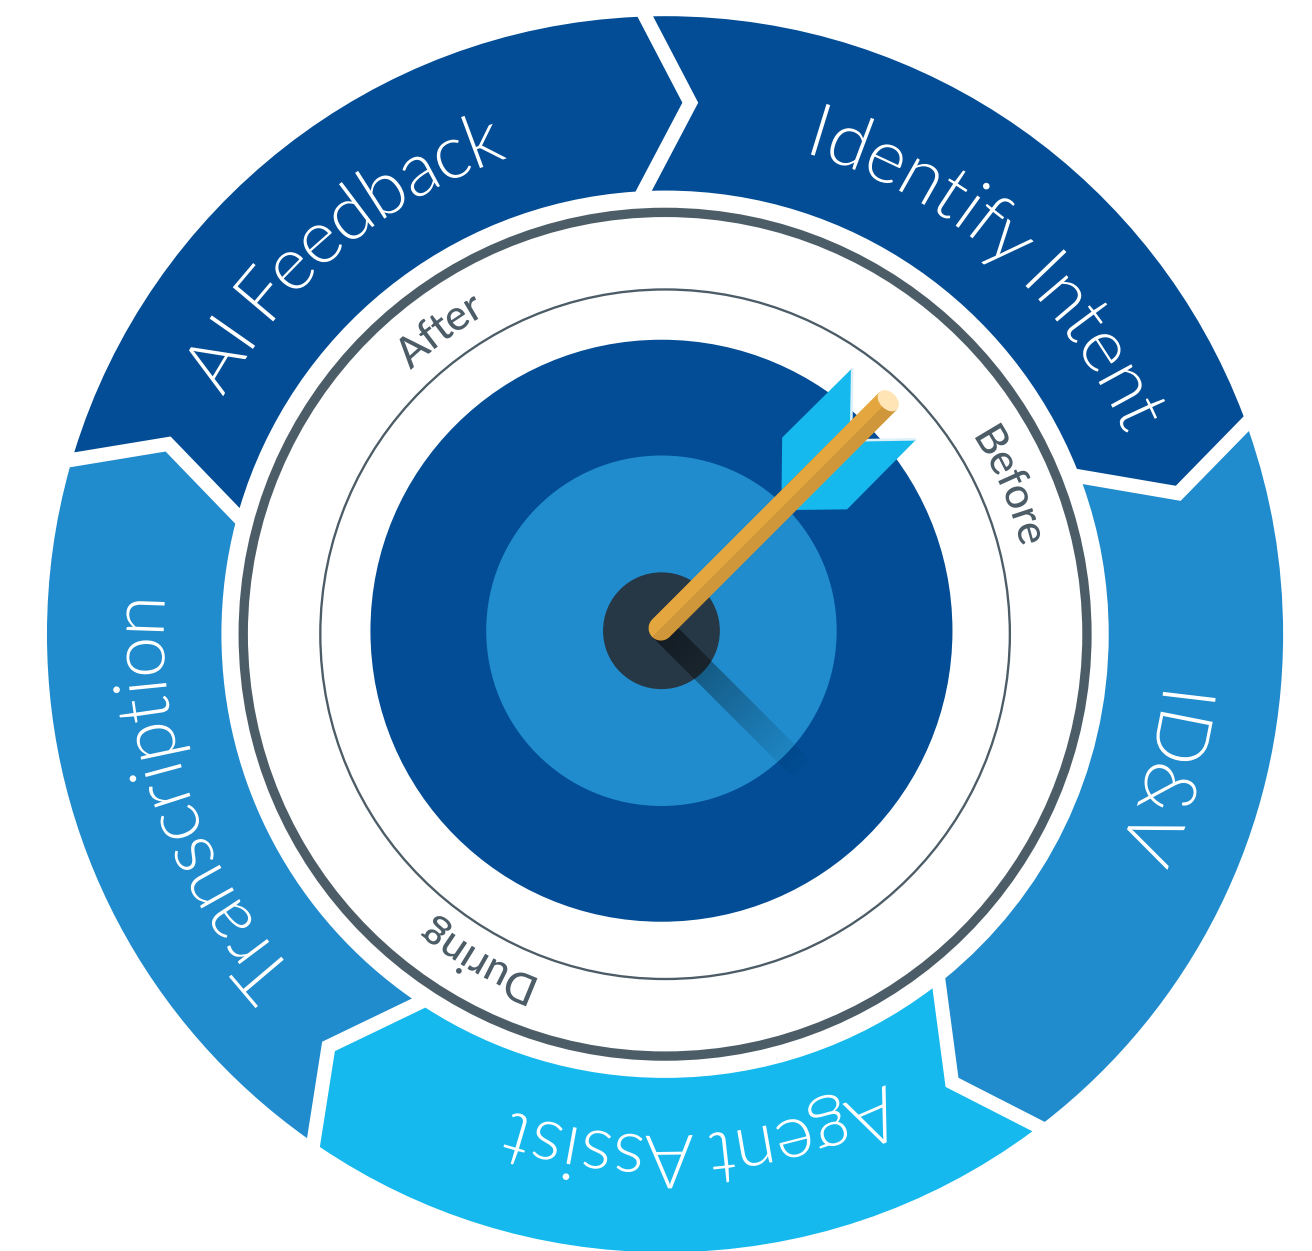 Identify Intent
ID&V
Agent Assist
Transcription
AI Feedback
Before
During
After